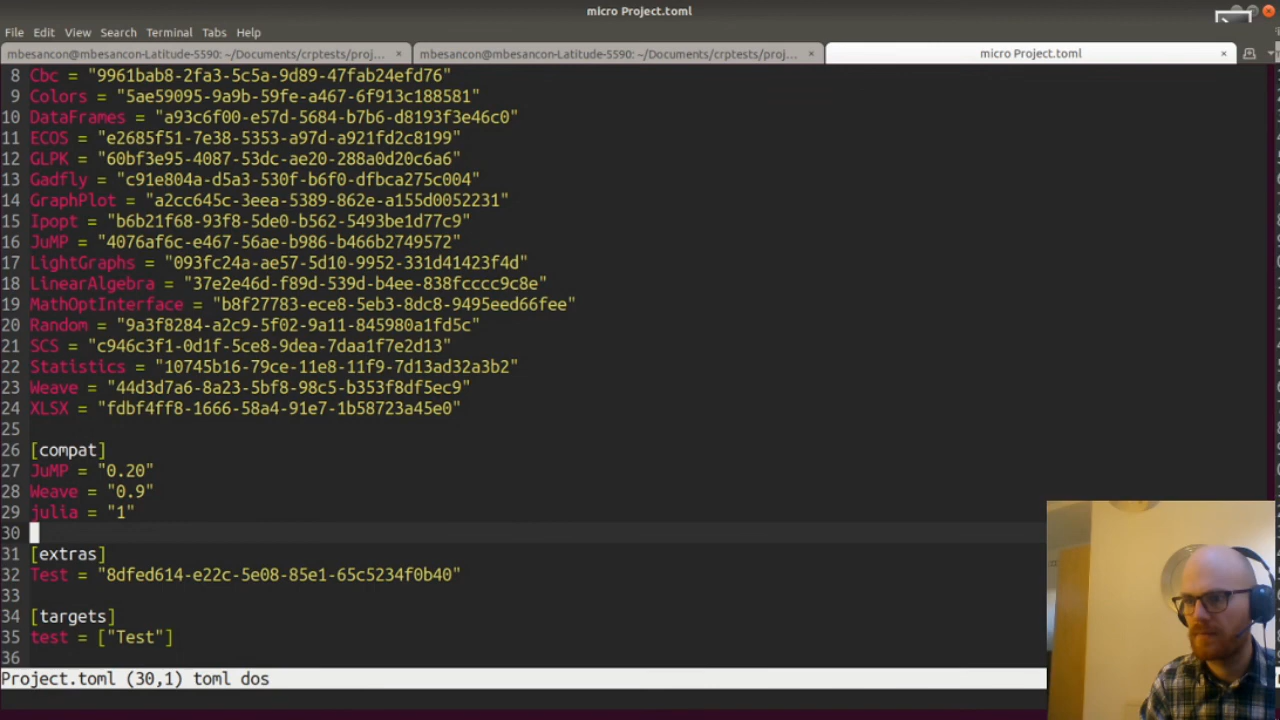 micro Project.toml
File Edit View Search Terminal Tabs Help
mbesancon@mbesancon-Latitude-5590: ~/Documents/crptests/proj... × mbesancon@mbesancon-Latitude-5590: ~/Documents/crptests/proj... × micro Project.toml ×
8 Cbc = "9961bab8-2fa3-5c5a-9d89-47fab24efd76"
9 Colors = "5ae59095-9a9b-59fe-a467-6f913c188581"
10 DataFrames = "a93c6f00-e57d-5684-b7b6-d8193f3e46c0"
11 ECOS = "e2685f51-7e38-5353-a97d-a921fd2c8199"
12 GLPK = "60bf3e95-4087-53dc-ae20-288a0d20c6a6"
13 Gadfly = "c91e804a-d5a3-530f-b6f0-dfbca275c004"
14 GraphPlot = "a2cc645c-3eea-5389-862e-a155d0052231"
15 Ipopt = "b6b21f68-93f8-5de0-b562-5493be1d77c9"
16 JuMP = "4076af6c-e467-56ae-b986-b466b2749572"
17 LightGraphs = "093fc24a-ae57-5d10-9952-331d41423f4d"
18 LinearAlgebra = "37e2e46d-f89d-539d-b4ee-838fcccc9c8e"
19 MathOptInterface = "b8f27783-ece8-5eb3-8dc8-9495eed66fee"
20 Random = "9a3f8284-a2c9-5f02-9a11-845980a1fd5c"
21 SCS = "c946c3f1-0d1f-5ce8-9dea-7daa1f7e2d13"
22 Statistics = "10745b16-79ce-11e8-11f9-7d13ad32a3b2"
23 Weave = "44d3d7a6-8a23-5bf8-98c5-b353f8df5ec9"
24 XLSX = "fdbf4ff8-1666-58a4-91e7-1b58723a45e0"
25
26 [compat]
27 JuMP = "0.20"
28 Weave = "0.9"
29 julia = "1"
30
31 [extras]
32 Test = "8dfed614-e22c-5e08-85e1-65c5234f0b40"
33
34 [targets]
35 test = ["Test"]
36
Project.toml (30,1) toml dos